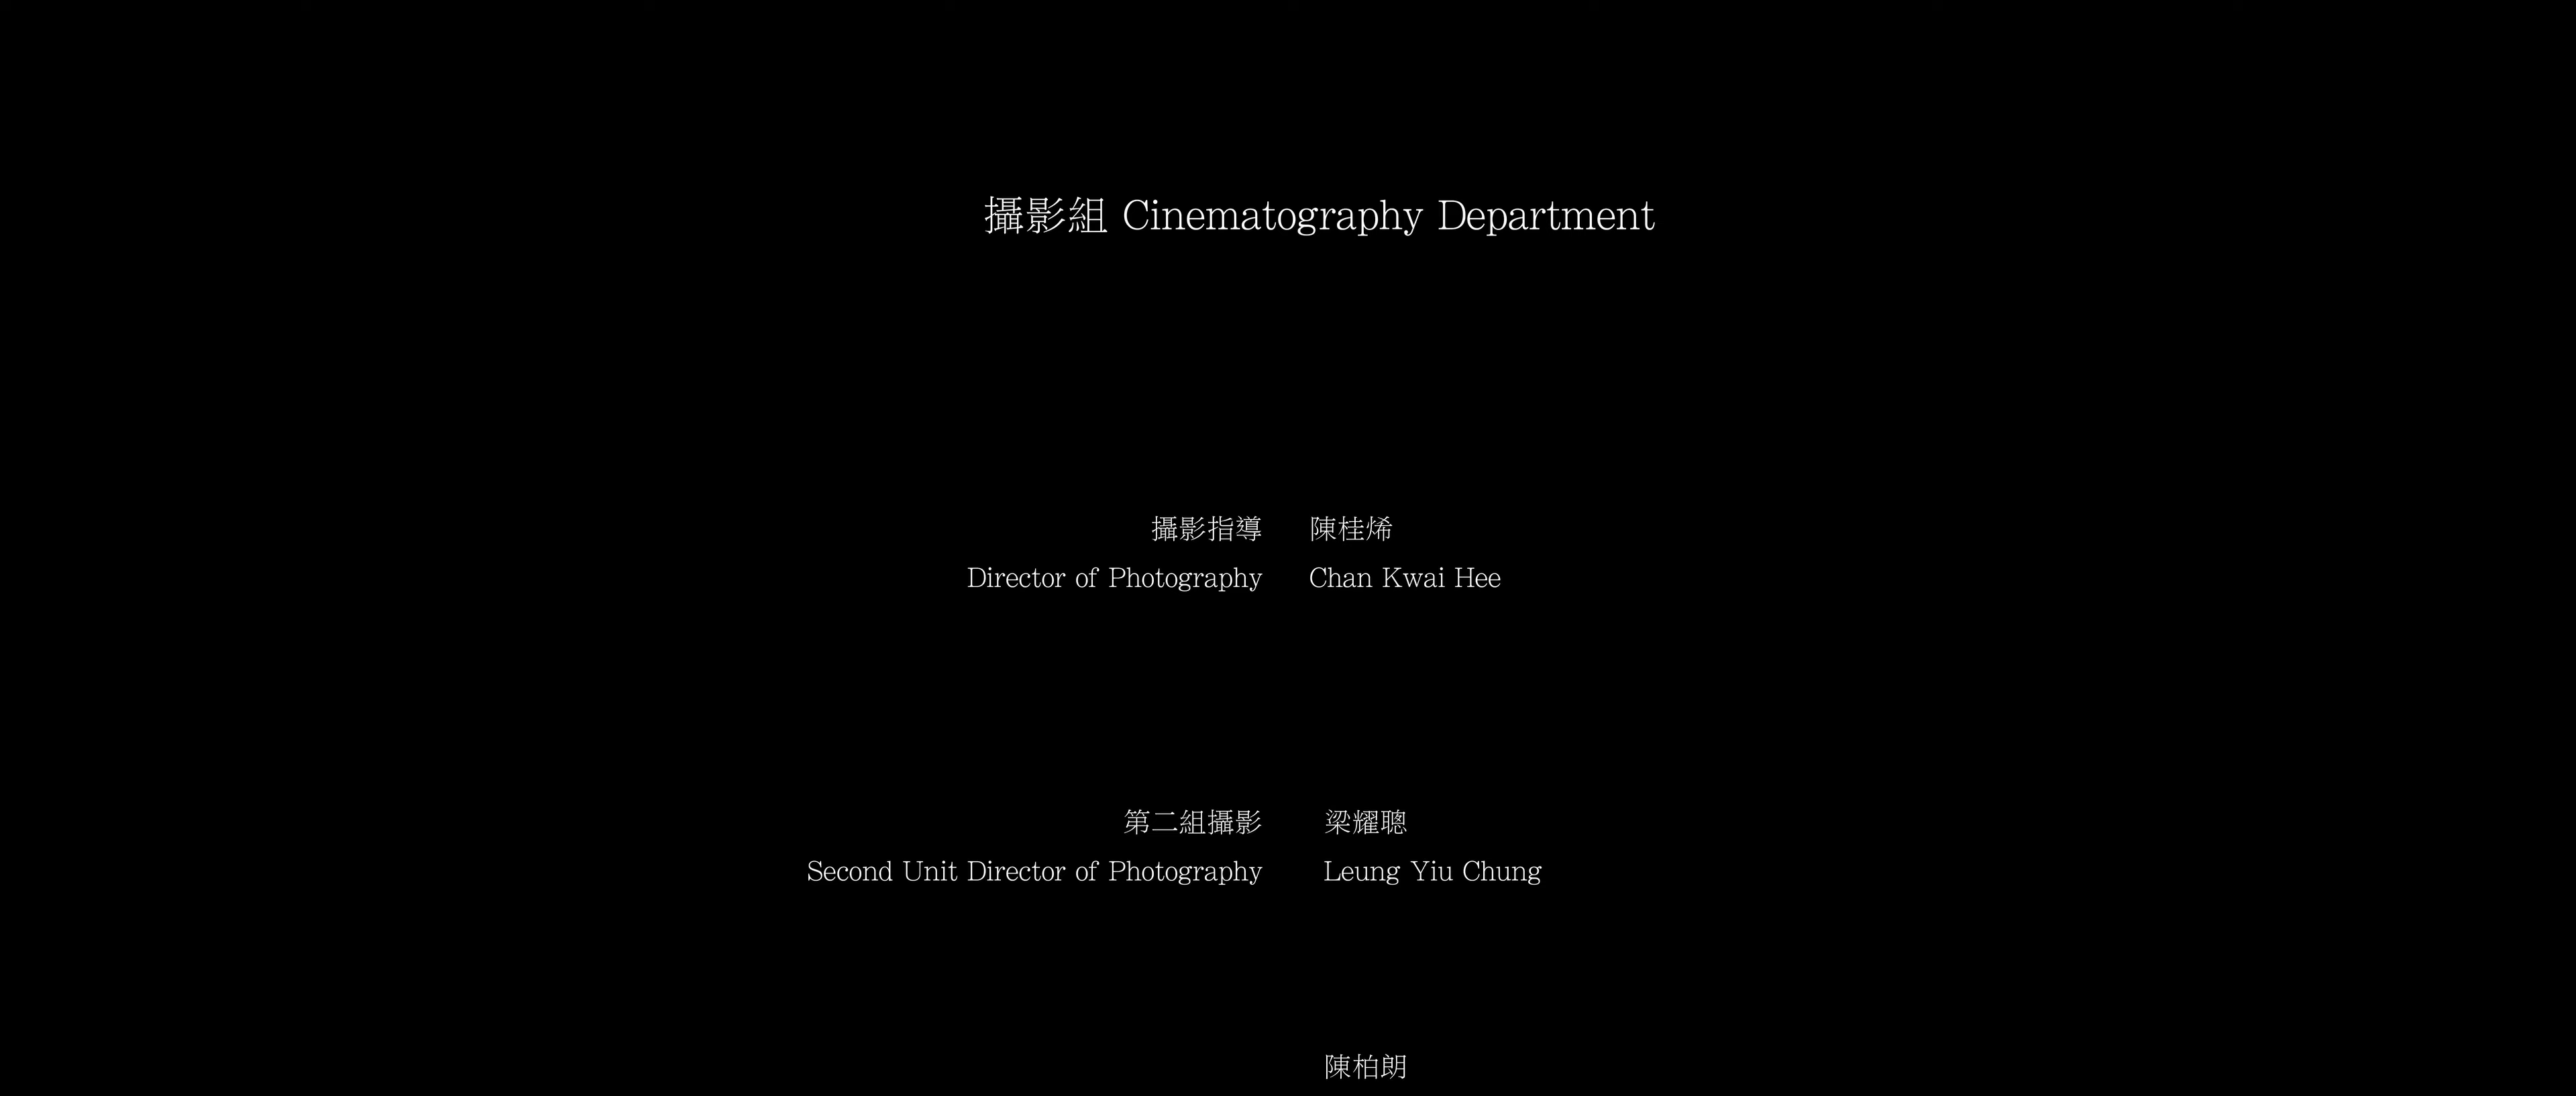 攝影組 Cinematography Department
攝影指導 陳桂烯
Director of Photography Chan Kwai Hee
第二組攝影 梁耀聰
Second Unit Director of Photography Leung Yiu Chung
陳柏朗